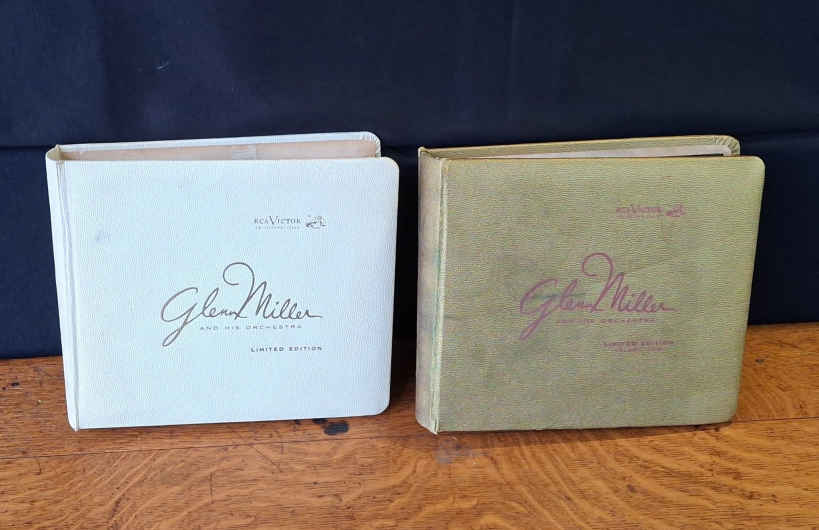 RCA VICTOR
Glenn Miller
AND HIS ORCHESTRA
LIMITED EDITION
RCA VICTOR
Glenn Miller
AND HIS ORCHESTRA
LIMITED EDITION